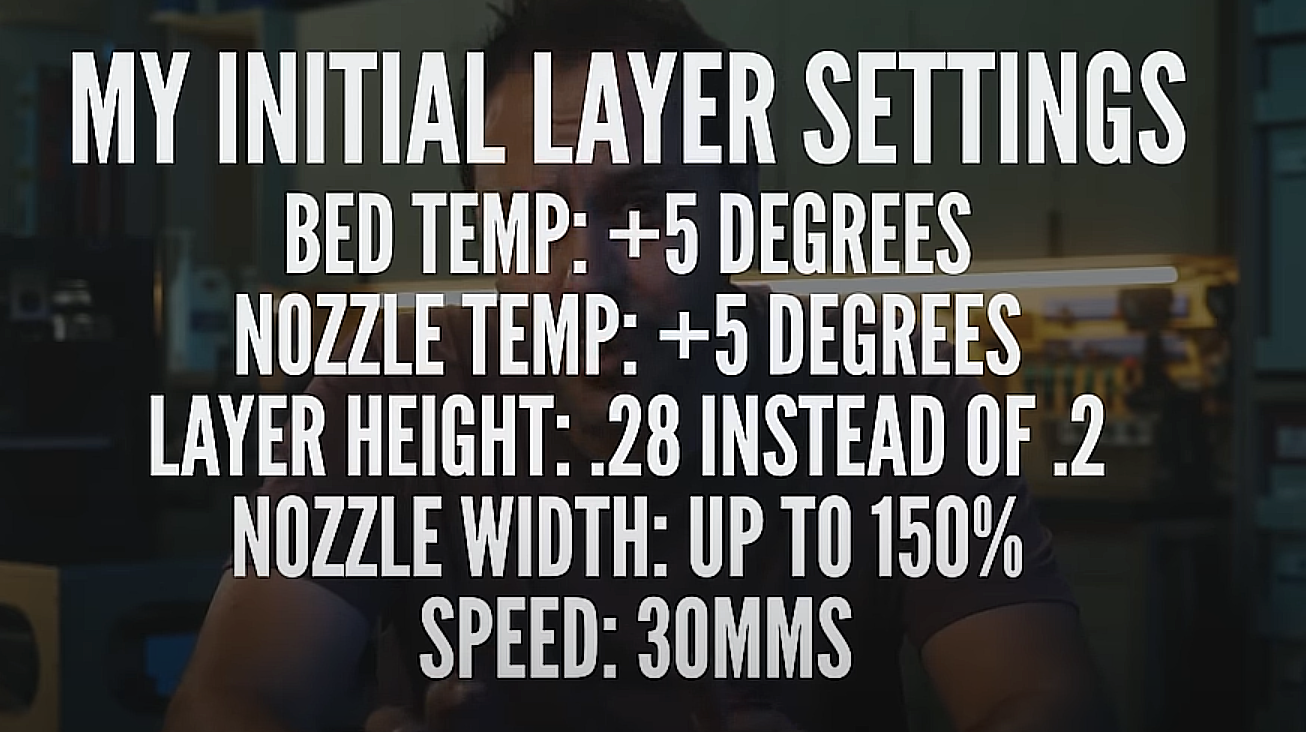 MY INITIAL LAYER SETTINGS
BED TEMP: +5 DEGREES
NOZZLE TEMP: +5 DEGREES
LAYER HEIGHT: .28 INSTEAD OF .2
NOZZLE WIDTH: UP TO 150%
SPEED: 30MMS